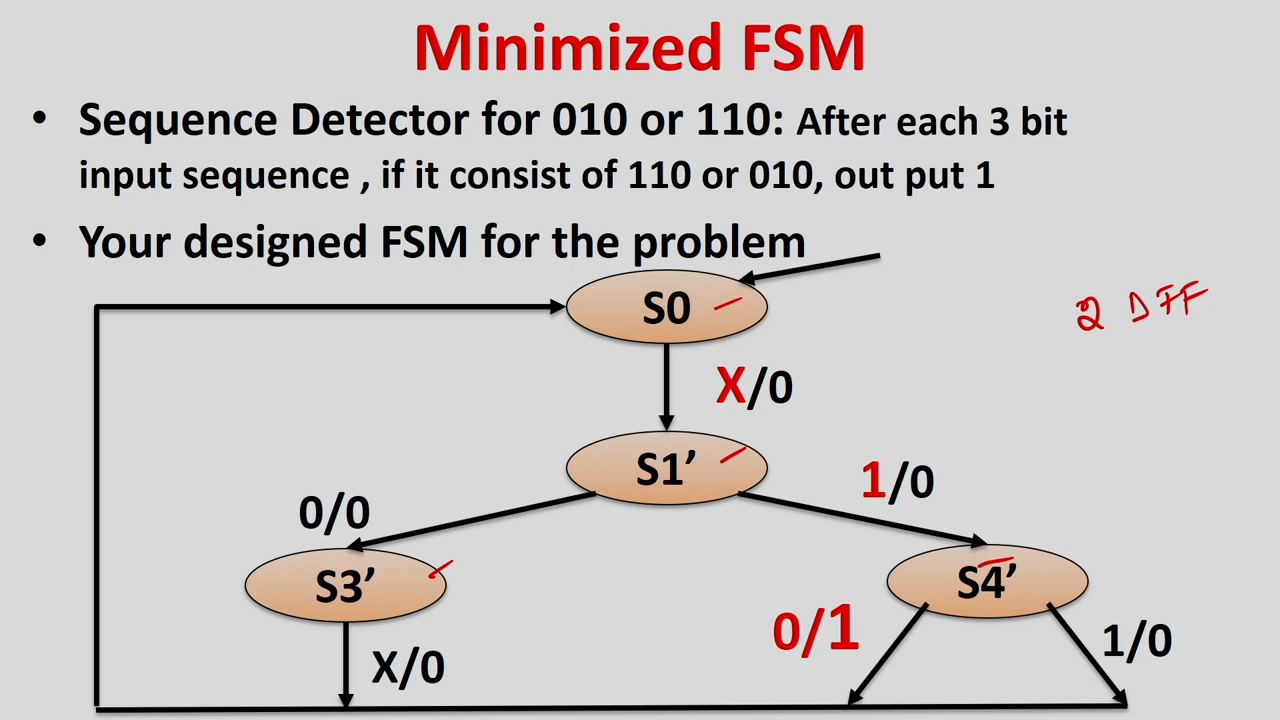 Minimized FSM
• Sequence Detector for 010 or 110: After each 3 bit
input sequence , if it consist of 110 or 010, out put 1
• Your designed FSM for the problem
S0
2 DFF
X/0
S1’
1/0
0/0
S3’
S4’
0/1
1/0
X/0